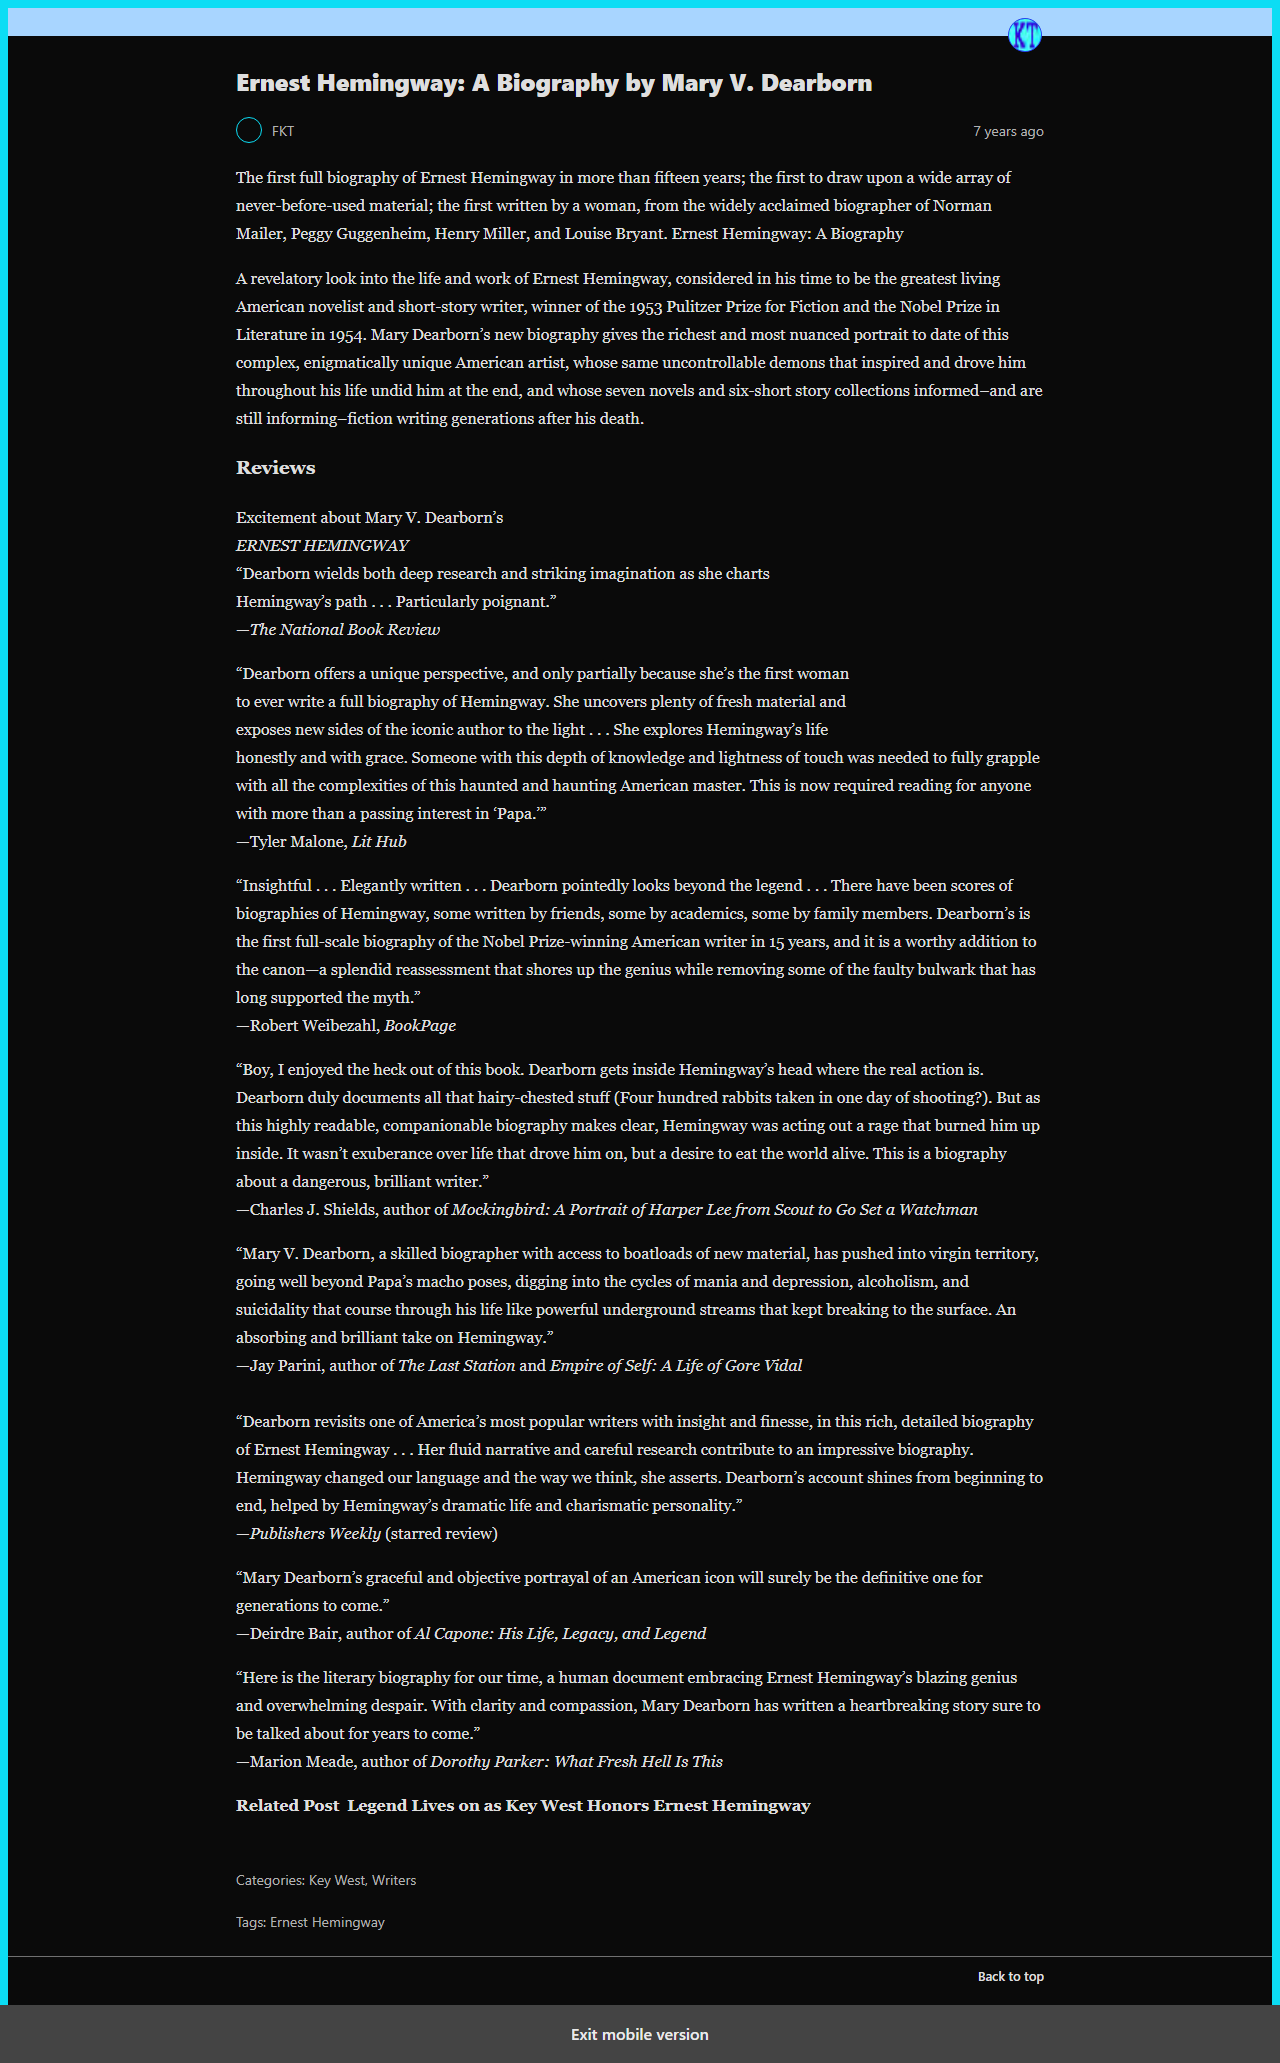 KT
Ernest Hemingway: A Biography by Mary V. Dearborn
FKT
7 years ago
The first full biography of Ernest Hemingway in more than fifteen years; the first to draw upon a wide array of
never-before-used material; the first written by a woman, from the widely acclaimed biographer of Norman
Mailer, Peggy Guggenheim, Henry Miller, and Louise Bryant. Ernest Hemingway: A Biography
A revelatory look into the life and work of Ernest Hemingway, considered in his time to be the greatest living
American novelist and short-story writer, winner of the 1953 Pulitzer Prize for Fiction and the Nobel Prize in
Literature in 1954. Mary Dearborn’s new biography gives the richest and most nuanced portrait to date of this
complex, enigmatically unique American artist, whose same uncontrollable demons that inspired and drove him
throughout his life undid him at the end, and whose seven novels and six-short story collections informed–and are
still informing–fiction writing generations after his death.
Reviews
Excitement about Mary V. Dearborn’s
ERNEST HEMINGWAY
“Dearborn wields both deep research and striking imagination as she charts
Hemingway’s path . . . Particularly poignant.”
—The National Book Review
“Dearborn offers a unique perspective, and only partially because she’s the first woman
to ever write a full biography of Hemingway. She uncovers plenty of fresh material and
exposes new sides of the iconic author to the light . . . She explores Hemingway’s life
honestly and with grace. Someone with this depth of knowledge and lightness of touch was needed to fully grapple
with all the complexities of this haunted and haunting American master. This is now required reading for anyone
with more than a passing interest in ‘Papa.’”
—Tyler Malone, Lit Hub
“Insightful . . . Elegantly written . . . Dearborn pointedly looks beyond the legend . . . There have been scores of
biographies of Hemingway, some written by friends, some by academics, some by family members. Dearborn’s is
the first full-scale biography of the Nobel Prize-winning American writer in 15 years, and it is a worthy addition to
the canon—a splendid reassessment that shores up the genius while removing some of the faulty bulwark that has
long supported the myth.”
—Robert Weibezahl, BookPage
“Boy, I enjoyed the heck out of this book. Dearborn gets inside Hemingway’s head where the real action is.
Dearborn duly documents all that hairy-chested stuff (Four hundred rabbits taken in one day of shooting?). But as
this highly readable, companionable biography makes clear, Hemingway was acting out a rage that burned him up
inside. It wasn’t exuberance over life that drove him on, but a desire to eat the world alive. This is a biography
about a dangerous, brilliant writer.”
—Charles J. Shields, author of Mockingbird: A Portrait of Harper Lee from Scout to Go Set a Watchman
“Mary V. Dearborn, a skilled biographer with access to boatloads of new material, has pushed into virgin territory,
going well beyond Papa’s macho poses, digging into the cycles of mania and depression, alcoholism, and
suicidality that course through his life like powerful underground streams that kept breaking to the surface. An
absorbing and brilliant take on Hemingway.”
—Jay Parini, author of The Last Station and Empire of Self: A Life of Gore Vidal
“Dearborn revisits one of America’s most popular writers with insight and finesse, in this rich, detailed biography
of Ernest Hemingway . . . Her fluid narrative and careful research contribute to an impressive biography.
Hemingway changed our language and the way we think, she asserts. Dearborn’s account shines from beginning to
end, helped by Hemingway’s dramatic life and charismatic personality.”
—Publishers Weekly (starred review)
“Mary Dearborn’s graceful and objective portrayal of an American icon will surely be the definitive one for
generations to come.”
—Deirdre Bair, author of Al Capone: His Life, Legacy, and Legend
“Here is the literary biography for our time, a human document embracing Ernest Hemingway’s blazing genius
and overwhelming despair. With clarity and compassion, Mary Dearborn has written a heartbreaking story sure to
be talked about for years to come.”
—Marion Meade, author of Dorothy Parker: What Fresh Hell Is This
Related Post  Legend Lives on as Key West Honors Ernest Hemingway
Categories: Key West, Writers
Tags: Ernest Hemingway
Back to top
Exit mobile version